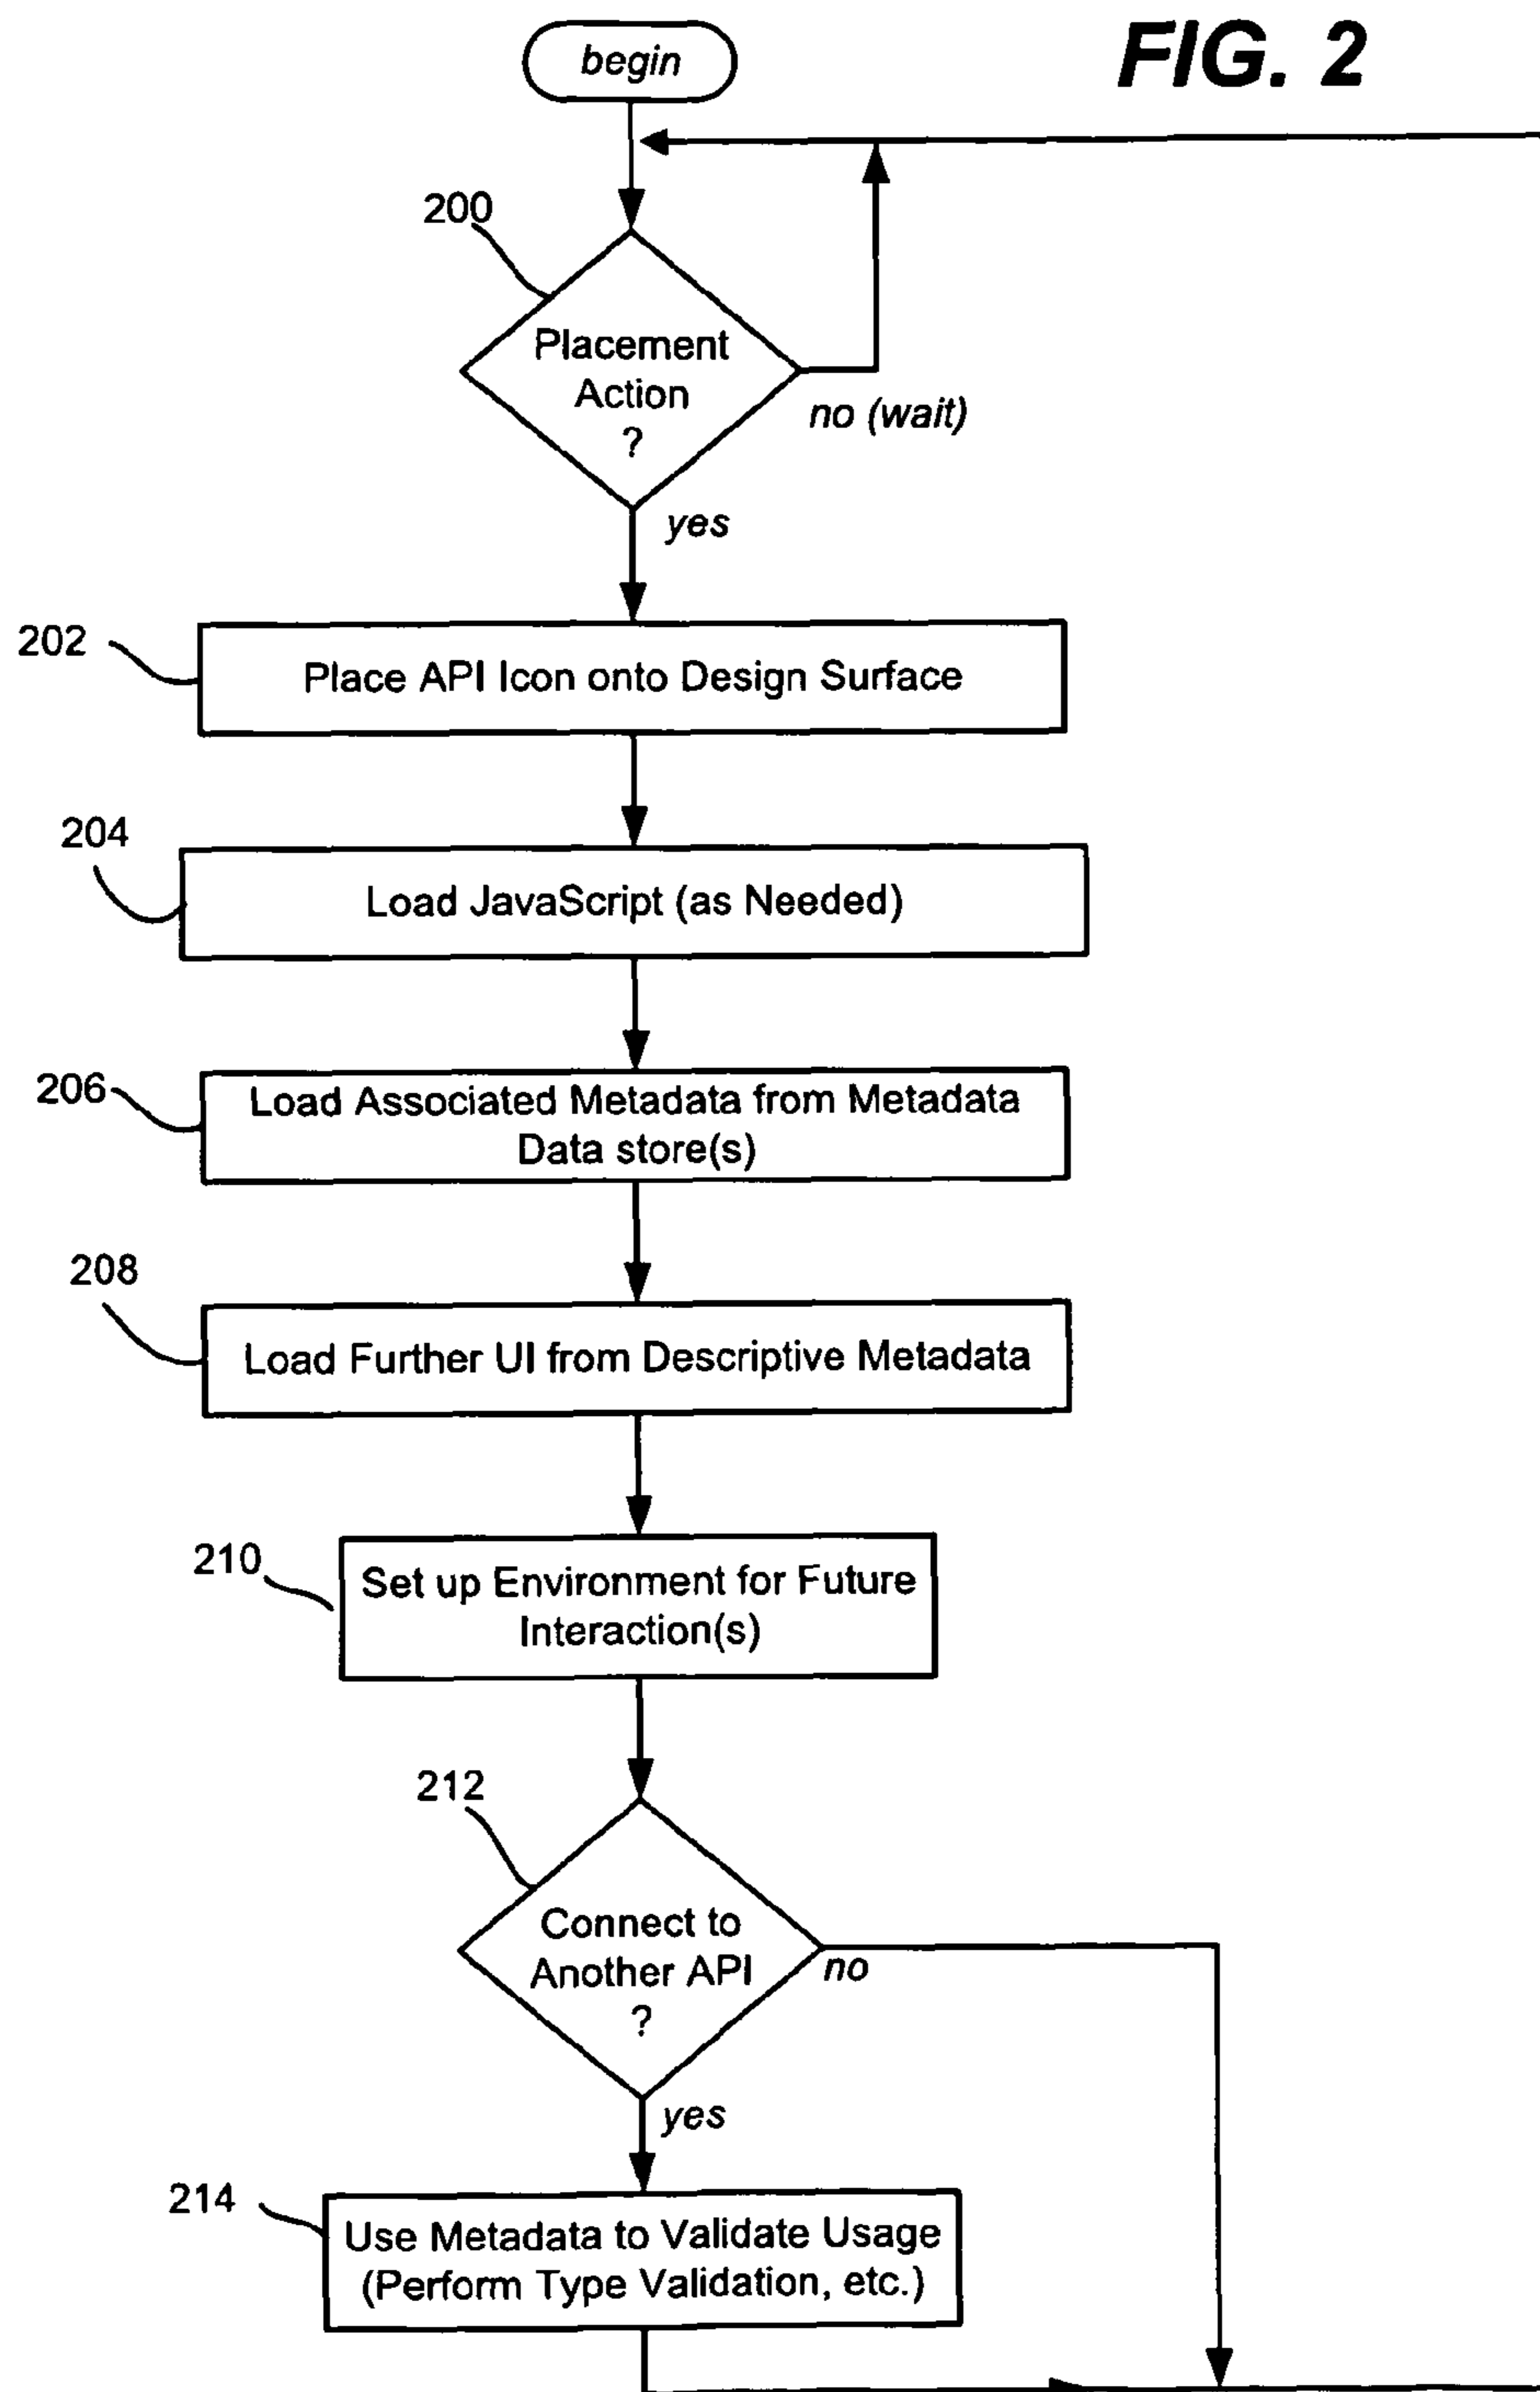 FIG. 2
begin
200
Placement
Action
?
no (wait)
yes
202
Place API Icon onto Design Surface
204
Load JavaScript (as Needed)
206
Load Associated Metadata from Metadata
Data store(s)
208
Load Further UI from Descriptive Metadata
210
Set up Environment for Future
Interaction(s)
212
Connect to
Another API
?
no
yes
214
Use Metadata to Validate Usage
(Perform Type Validation, etc.)